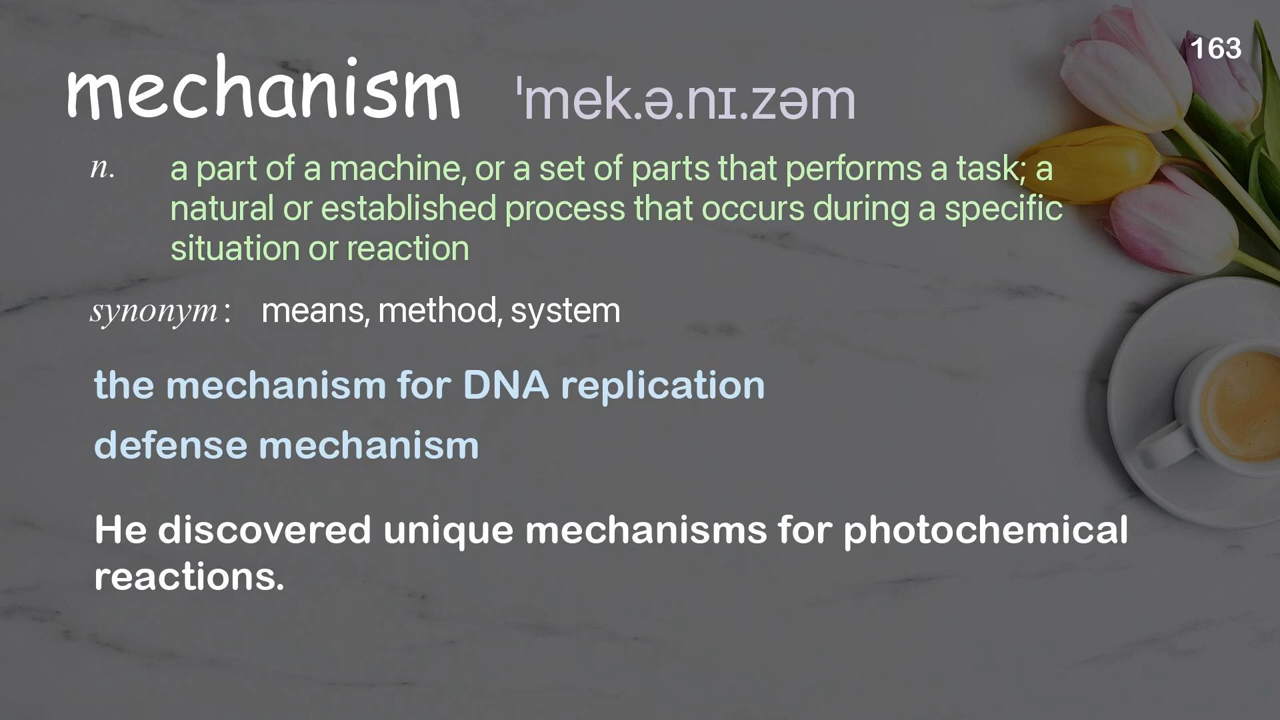 163
mechanism ˈmek.ə.nɪ.zəm
n. a part of a machine, or a set of parts that performs a task; a
natural or established process that occurs during a specific
situation or reaction
synonym: means, method, system
the mechanism for DNA replication
defense mechanism
He discovered unique mechanisms for photochemical
reactions.